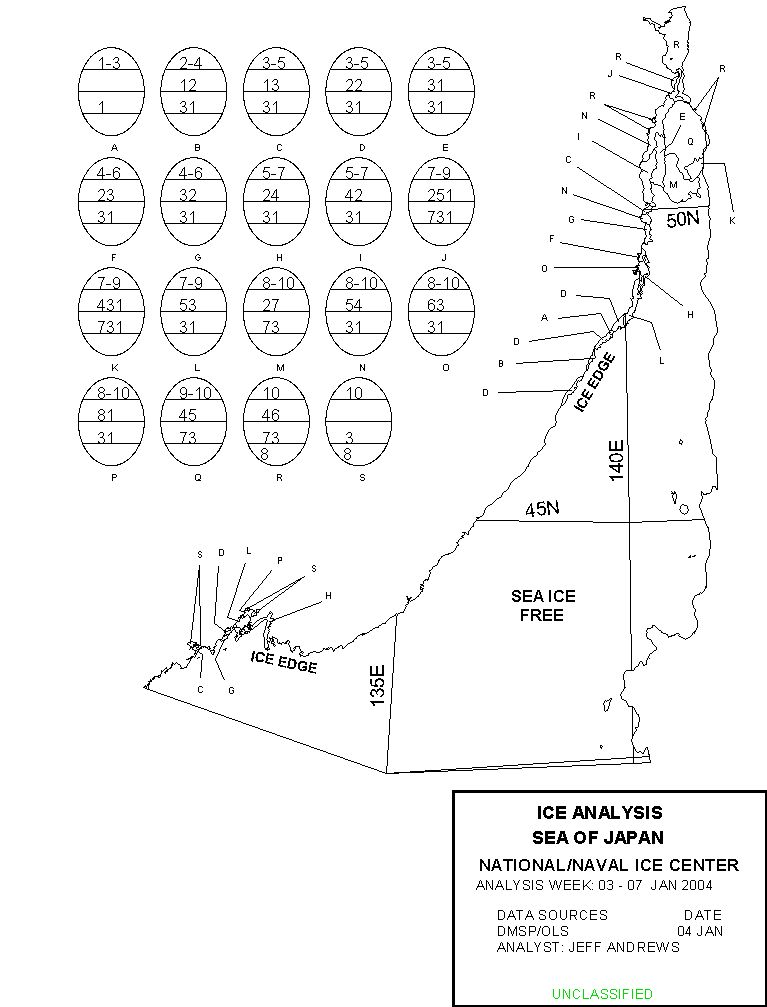 1-3 2-4 3-5 3-5 3-5
12 13 22 31
1 31 31 31 31
A B C D E
4-6 4-6 5-7 5-7 7-9
23 32 24 42 251
31 31 31 31 731
F G H I J
7-9 7-9 8-10 8-10 8-10
431 53 27 54 63
731 31 73 31 31
K L M N O
8-10 9-10 10 10
81 45 46
31 73 73 3
8 8
P Q R S
R
R
J
R
R
N
E
I
Q
C
M
N
K
G
50N
F
O
D
H
A
D
L
B
ICE EDGE
D
140E
45N
S D L P S
SEA ICE
FREE
H
ICE EDGE
135E
C G
ICE ANALYSIS
SEA OF JAPAN
NATIONAL/NAVAL ICE CENTER
ANALYSIS WEEK: 03 - 07 JAN 2004
DATA SOURCES DATE
DMSP/OLS 04 JAN
ANALYST: JEFF ANDREWS
UNCLASSIFIED